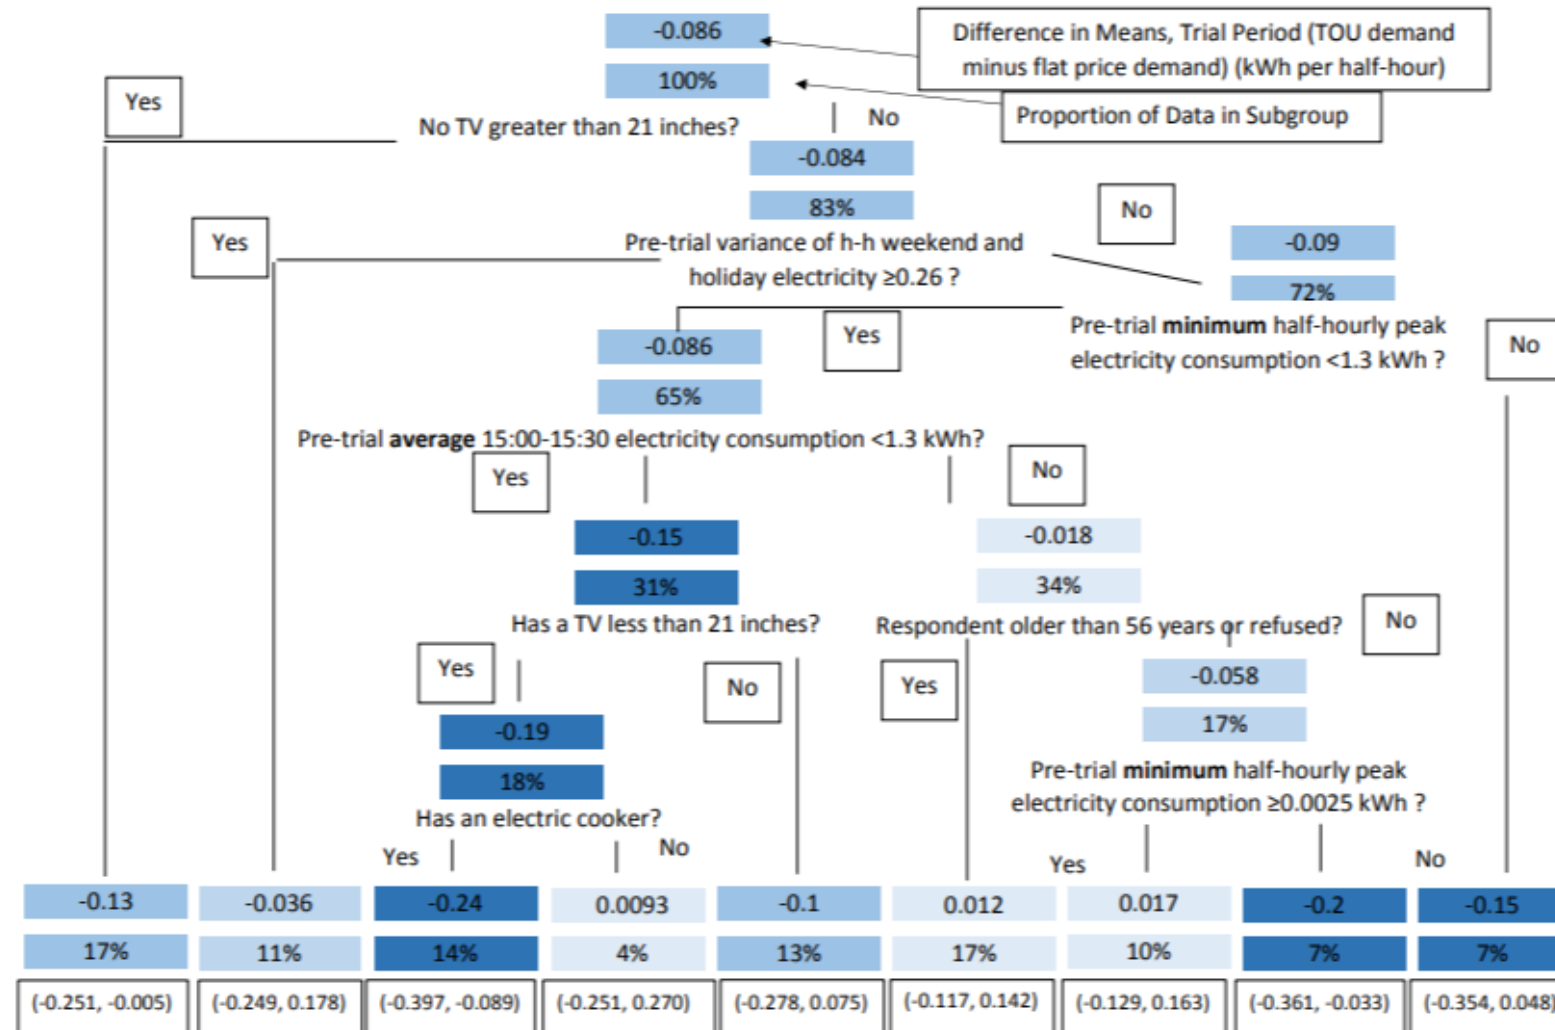 -0.086
Difference in Means, Trial Period (TOU demand
minus flat price demand) (kWh per half-hour)
100%
Proportion of Data in Subgroup
Yes
No TV greater than 21 inches?
No
-0.084
83%
No
Yes
Pre-trial variance of h-h weekend and
holiday electricity ≥0.26 ?
-0.09
72%
Pre-trial minimum half-hourly peak
electricity consumption <1.3 kWh ?
Yes
No
-0.086
65%
Pre-trial average 15:00-15:30 electricity consumption <1.3 kWh?
Yes
No
-0.15
31%
-0.018
34%
Has a TV less than 21 inches?
Respondent older than 56 years or refused?
No
Yes
No
Yes
-0.058
17%
-0.19
18%
Pre-trial minimum half-hourly peak
electricity consumption ≥0.0025 kWh ?
Has an electric cooker?
Yes
No
Yes
No
-0.13
-0.036
-0.24
0.0093
-0.1
0.012
0.017
-0.2
-0.15
17%
11%
14%
4%
13%
17%
10%
7%
7%
(-0.251, -0.005)
(-0.249, 0.178)
(-0.397, -0.089)
(-0.251, 0.270)
(-0.278, 0.075)
(-0.117, 0.142)
(-0.129, 0.163)
(-0.361, -0.033)
(-0.354, 0.048)